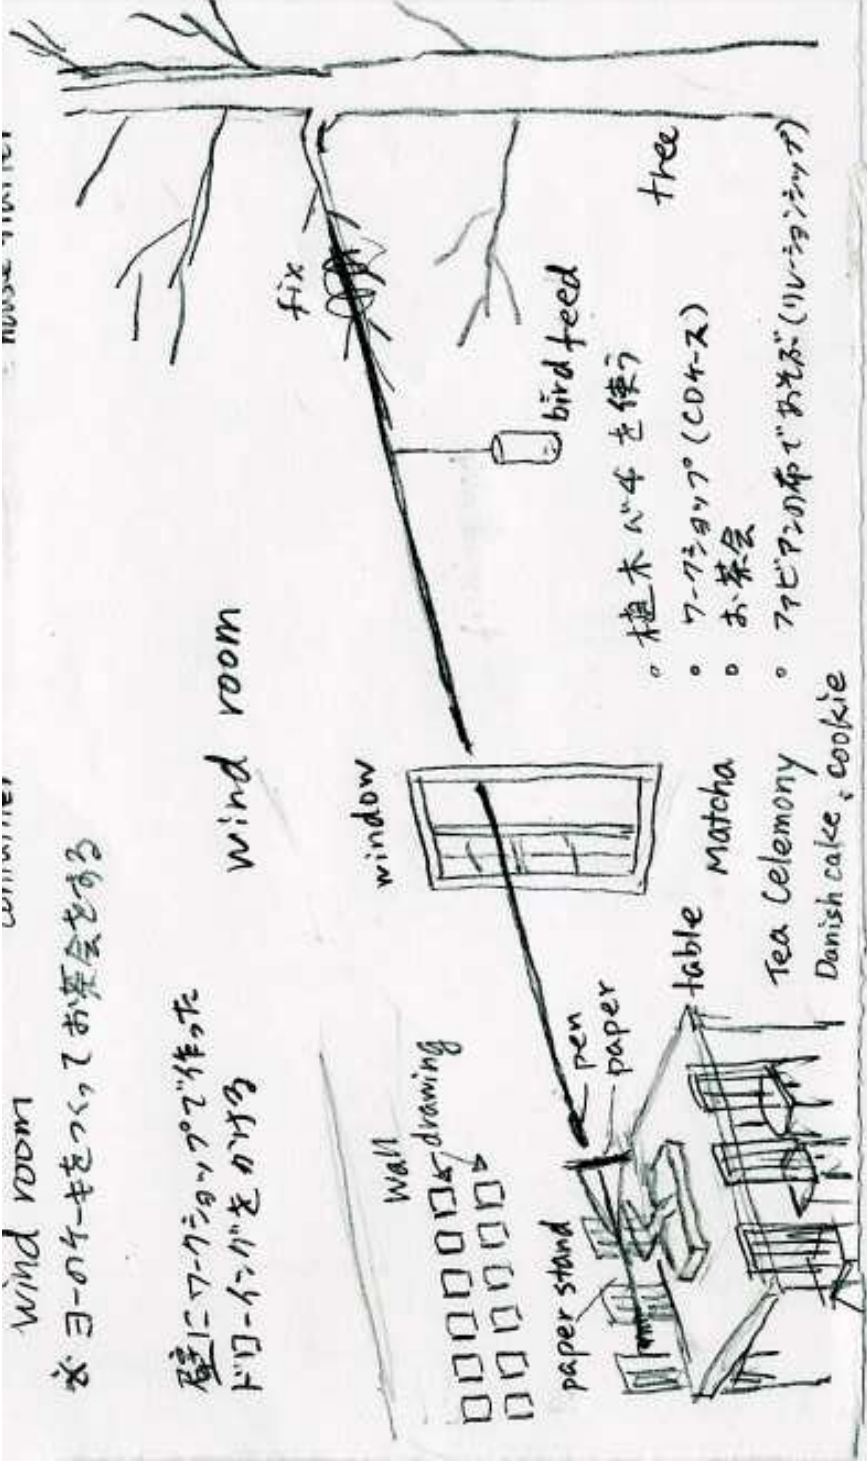 wind room
※ヨーのケーキをつくってお茶会をする
壁にワークショップで作った
ドローイングをかける
wind room
fix
window
wall
drawing
bird feed
paper stand
pen
paper
tree
table
Matcha
Tea Celemony
Danish cake, cookie
。植木バチを使う
。ワークショップ(CDケース)
。お茶会
。ファビアンの布であそぶ(リレーションシップ)